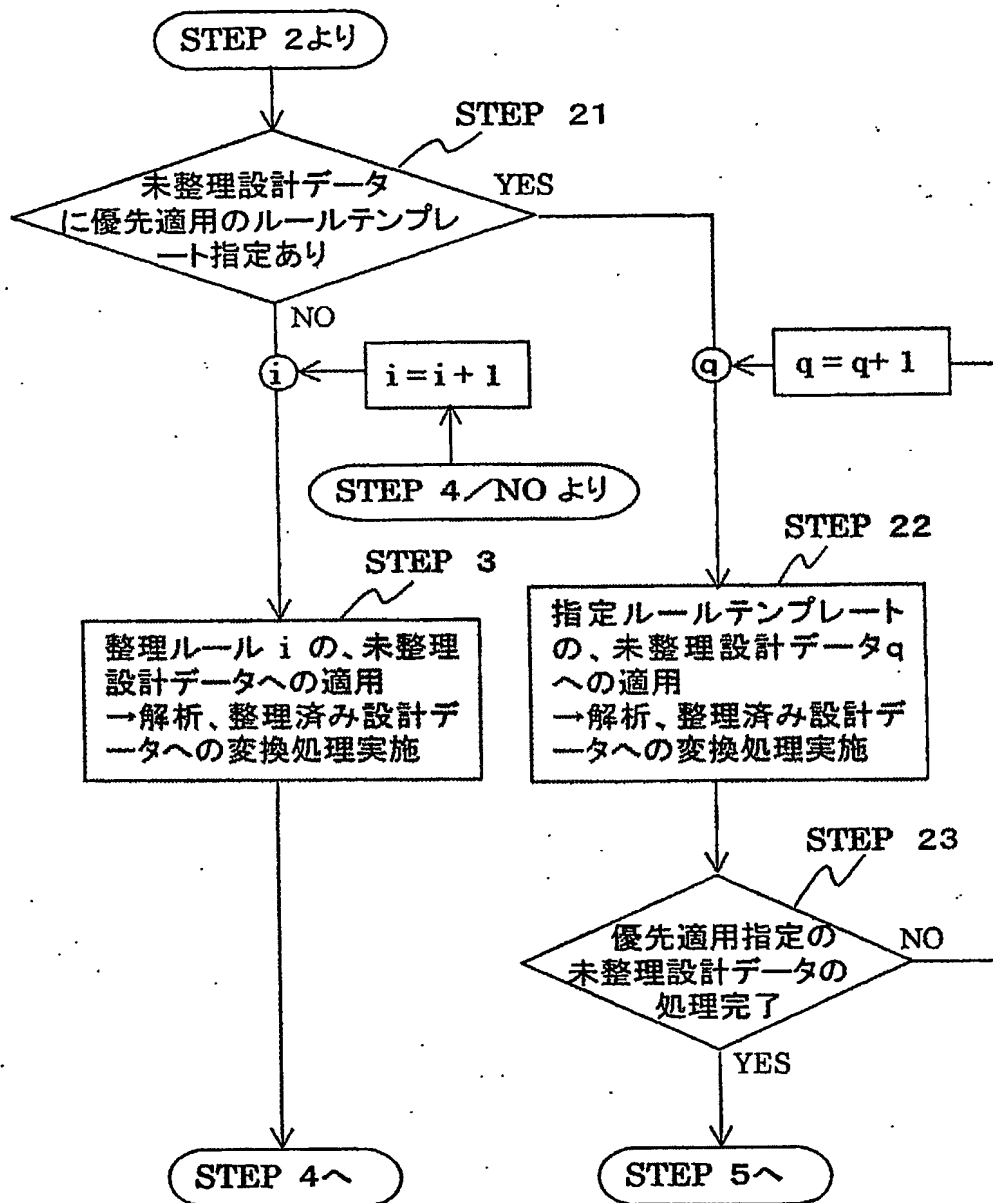 STEP 2より
STEP 21
未整理設計データ
に優先適用のルールテンプレ
ート指定あり
YES
NO
i
i=i+1
q
q=q+1
STEP 4/NOより
STEP 3
整理ルール i の、未整理
設計データへの適用
→解析、整理済み設計デ
ータへの変換処理実施
STEP 22
指定ルールテンプレート
の、未整理設計データq
への適用
→解析、整理済み設計デ
ータへの変換処理実施
STEP 23
優先適用指定の
未整理設計データの
処理完了
NO
YES
STEP 4へ
STEP 5へ